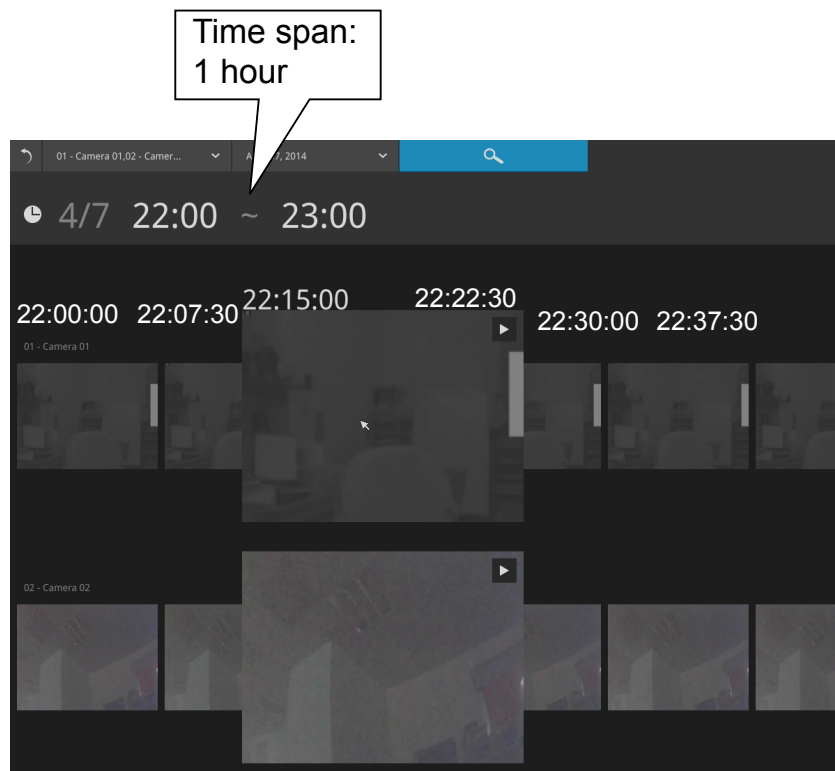 Time span:
1 hour
01 - Camera 01,02 - Camer...
7, 2014
4/7 22:00 ~ 23:00
22:00:00 22:07:30 22:15:00 22:22:30 22:30:00 22:37:30
01 - Camera 01
02 - Camera 02